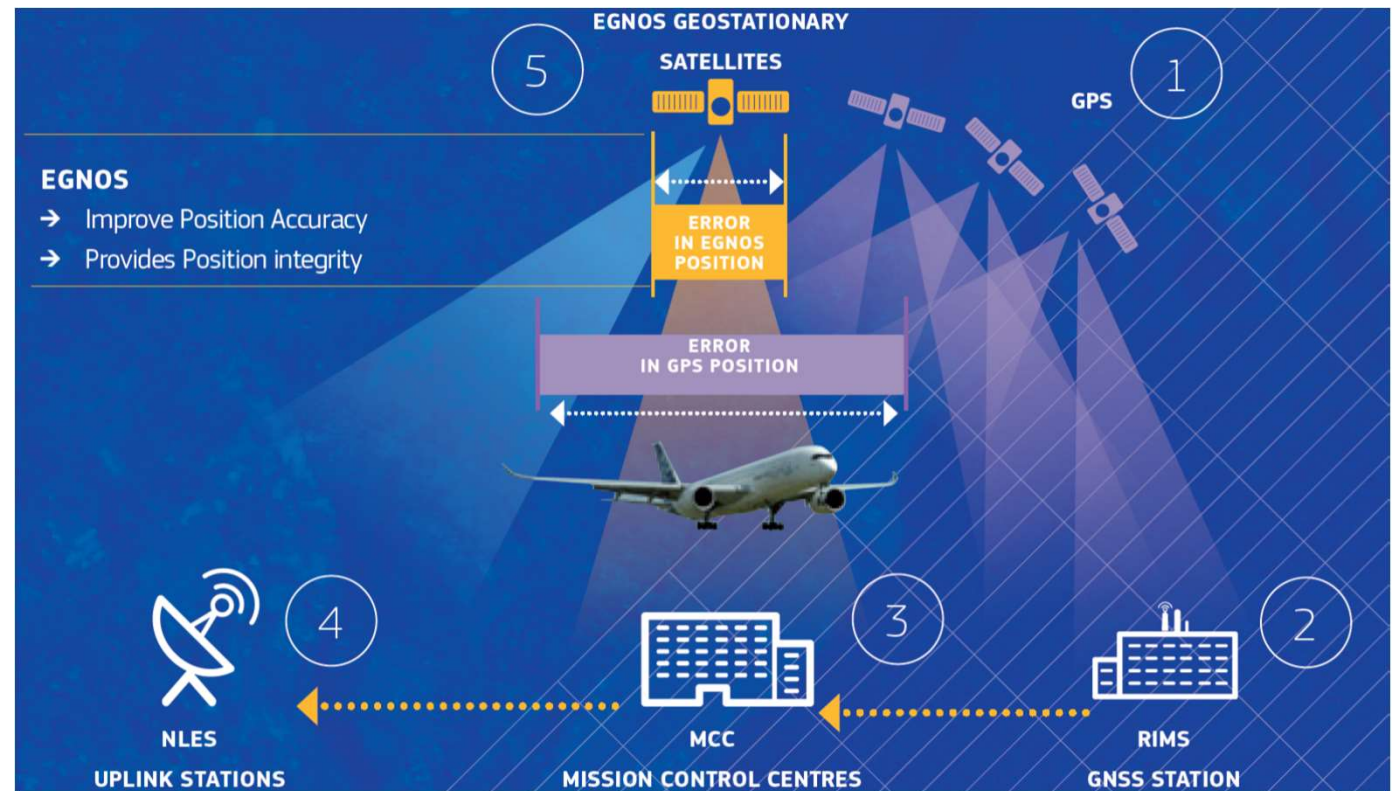 EGNOS GEOSTATIONARY
SATELLITES
5
1
GPS
EGNOS
→ Improve Position Accuracy
→ Provides Position integrity
ERROR
IN EGNOS
POSITION
ERROR
IN GPS POSITION
4
3
2
NLES
MCC
RIMS
UPLINK STATIONS
MISSION CONTROL CENTRES
GNSS STATION